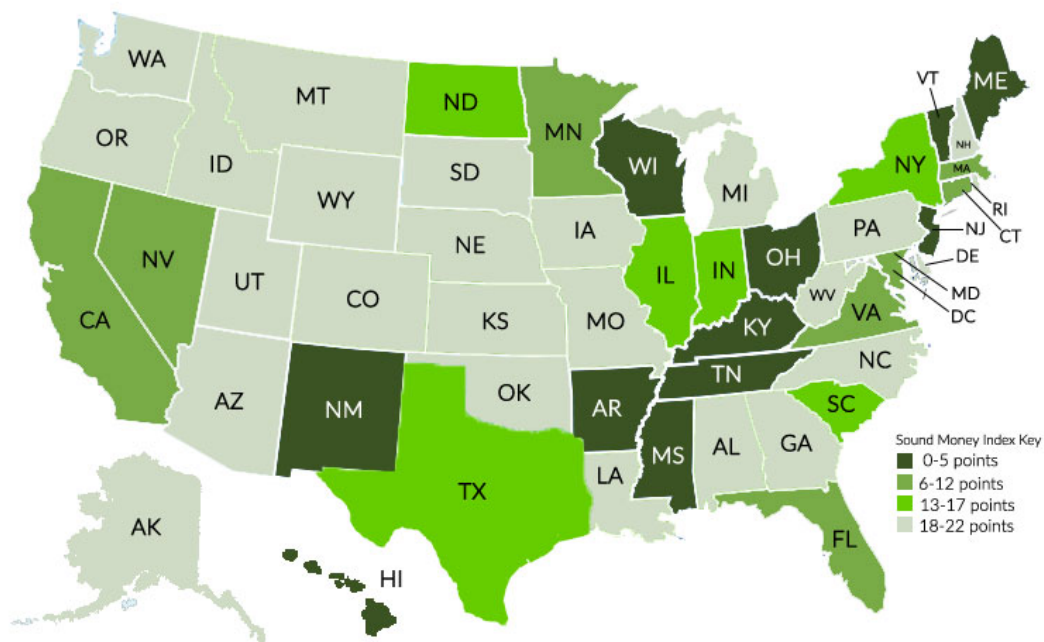 WA
MT
ND
MN
VT
ME
OR
ID
SD
WI
NY
NH
MA
WY
MI
RI
IA
PA
NJ
CT
NE
OH
DE
NV
UT
IL
IN
MD
CO
WV
DC
CA
KS
MO
KY
VA
NC
TN
AZ
OK
NM
AR
SC
MS
AL
GA
Sound Money Index Key
0-5 points
6-12 points
13-17 points
18-22 points
LA
TX
AK
FL
HI